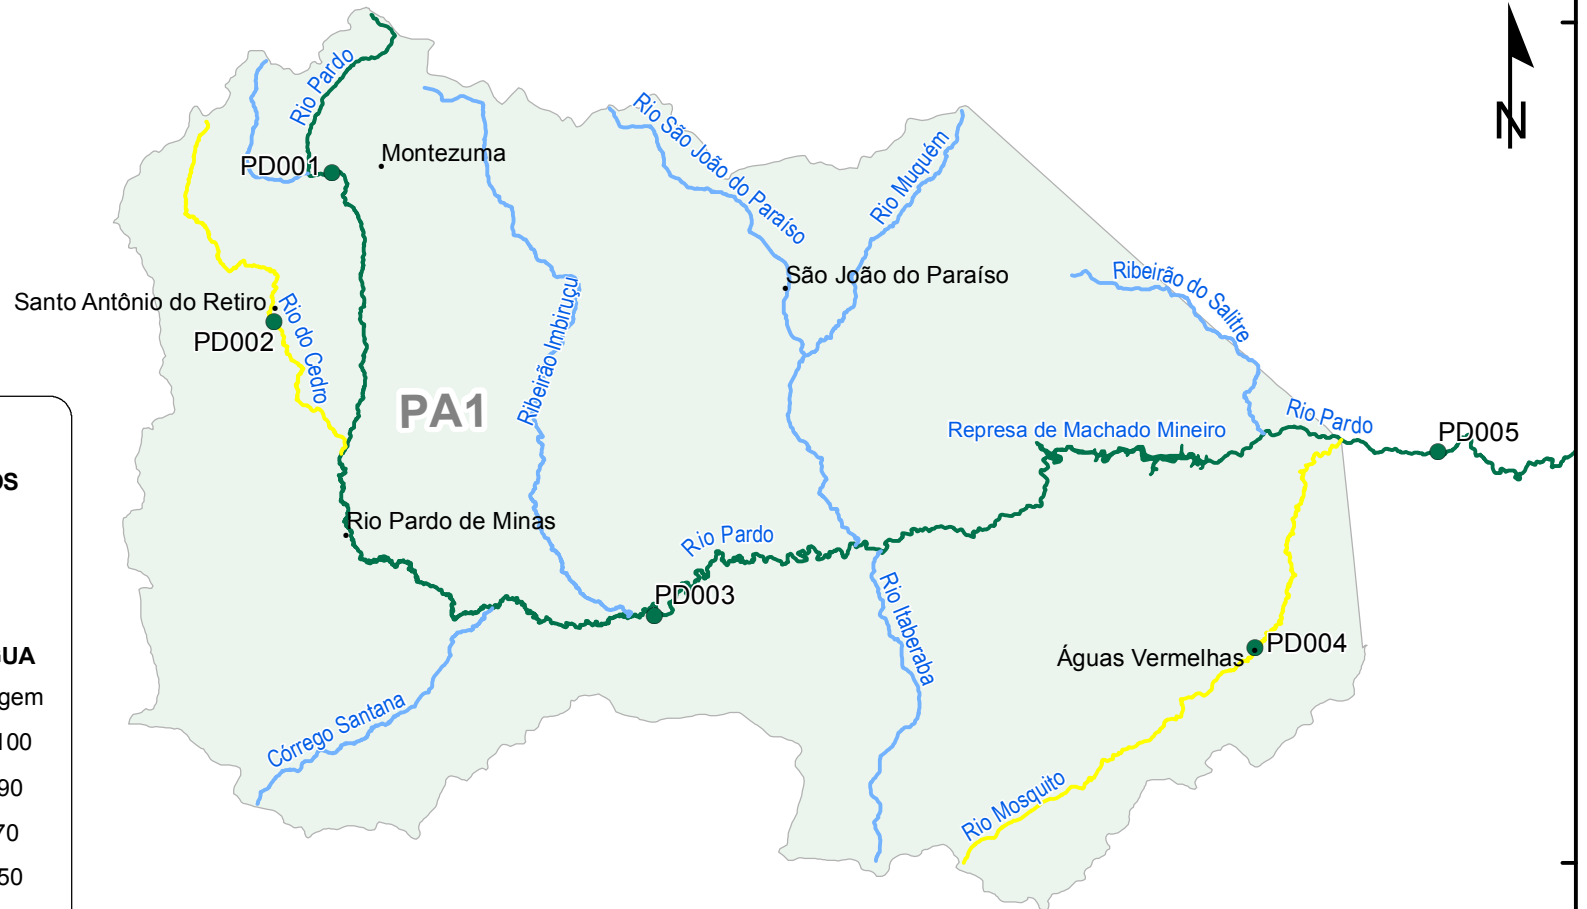 N
Rio Pardo
PD001
Montezuma
Rio São João do Paraíso
Rio Muquém
São João do Paraíso
Ribeirão do Salitre
Santo Antônio do Retiro
Rio do Cedro
PD002
Ribeirão Imbiruçu
PA1
Rio Pardo
Represa de Machado Mineiro
PD005
OS
Rio Pardo de Minas
Rio Pardo
PD003
Rio Itaberaba
PD004
Águas Vermelhas
GUA
gem
Córrego Santana
100
90
Rio Mosquito
70
50